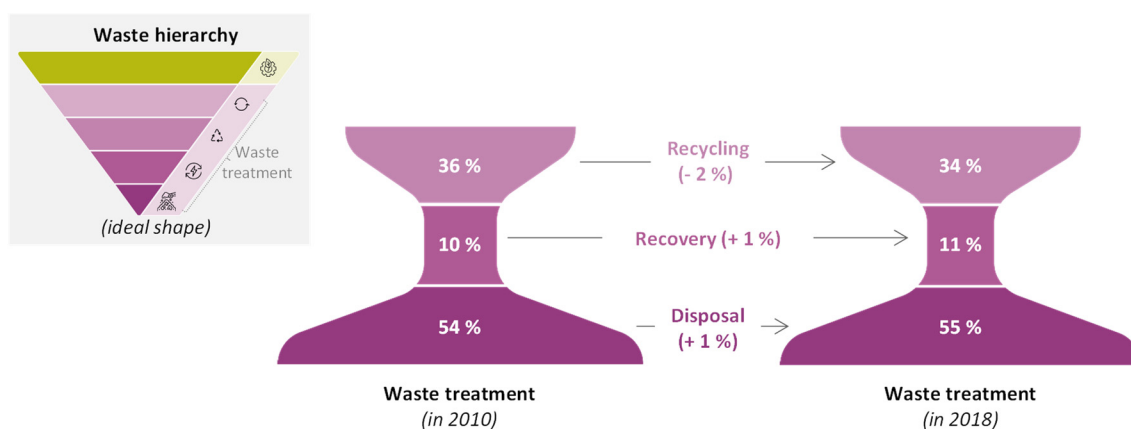 Waste hierarchy
Waste
treatment
(ideal shape)
36 %
Recycling
(- 2 %)
34 %
10 %
Recovery (+ 1 %)
11 %
54 %
Disposal
(+ 1 %)
55 %
Waste treatment
(in 2010)
Waste treatment
(in 2018)